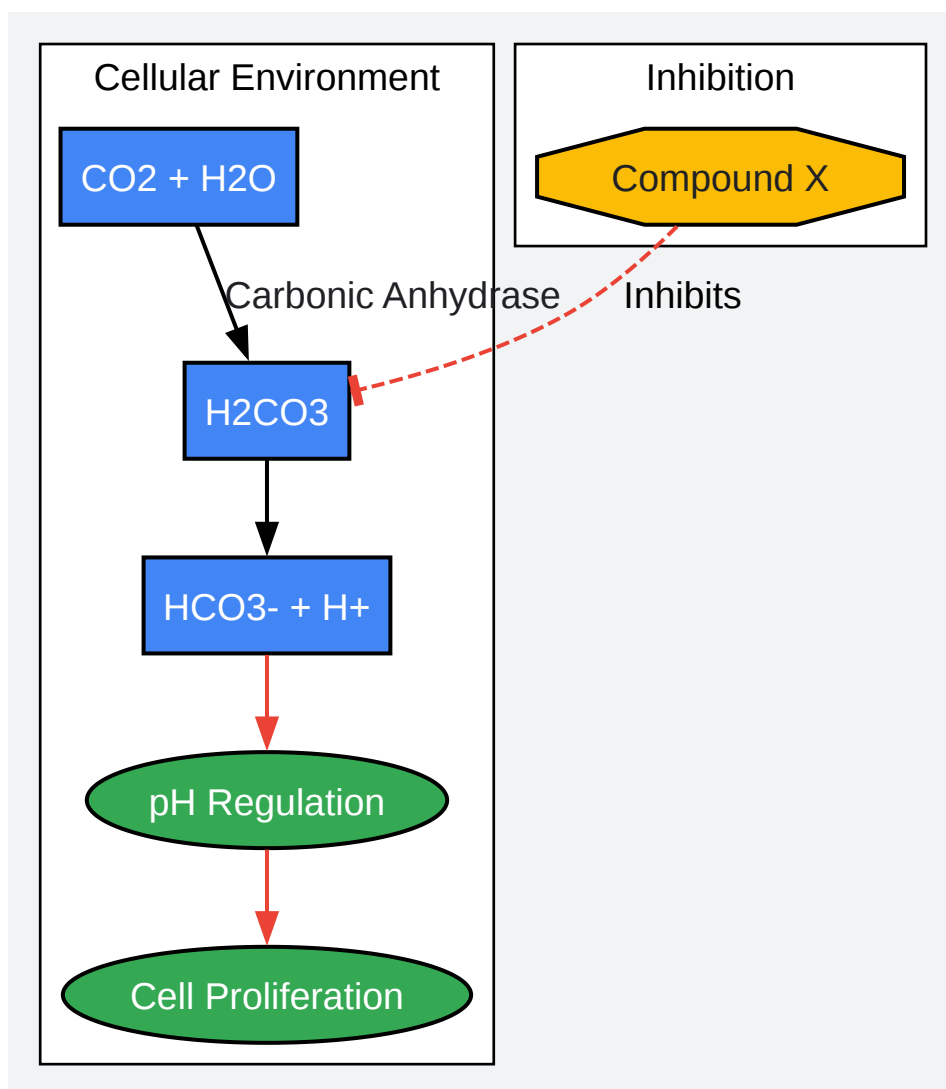 Cellular Environment
Inhibition
CO2 + H2O
Compound X
Carbonic Anhydrase
Inhibits
H2CO3
HCO3- + H+
pH Regulation
Cell Proliferation